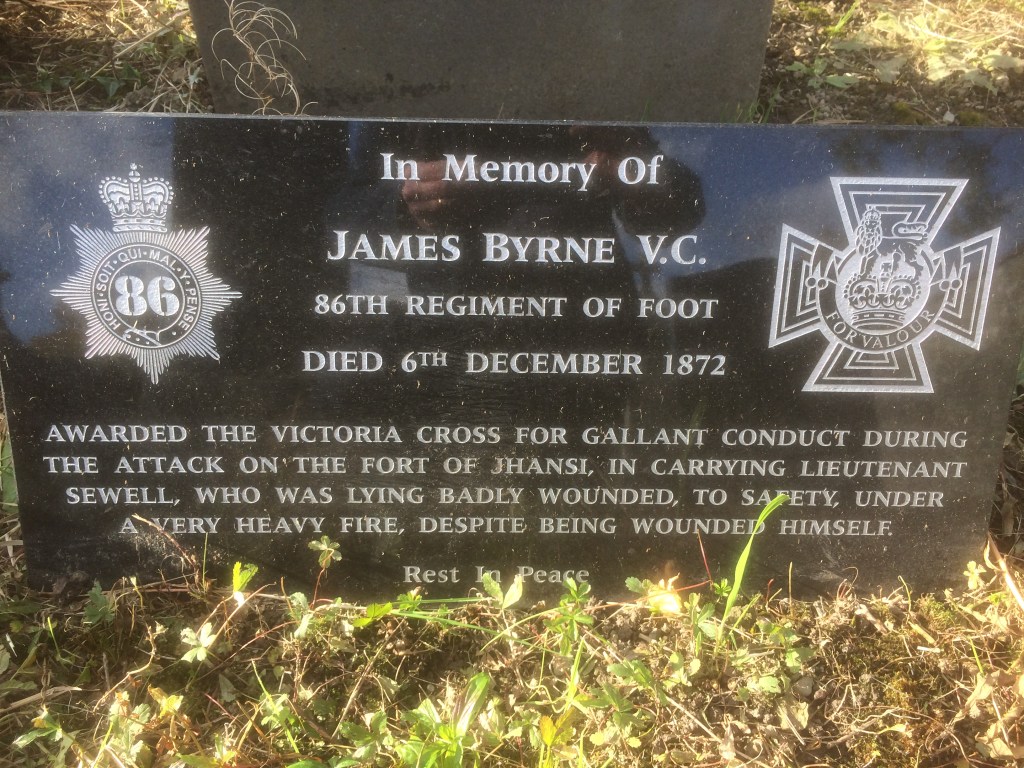 In Memory Of
JAMES BYRNE V.C.
86TH REGIMENT OF FOOT
DIED 6TH DECEMBER 1872
HONI · SOIT · QUI · MAL · Y · PENSE
86
FOR VALOUR
AWARDED THE VICTORIA CROSS FOR GALLANT CONDUCT DURING
THE ATTACK ON THE FORT OF JHANSI, IN CARRYING LIEUTENANT
SEWELL, WHO WAS LYING BADLY WOUNDED, TO SAFETY, UNDER
A VERY HEAVY FIRE, DESPITE BEING WOUNDED HIMSELF.
Rest In Peace